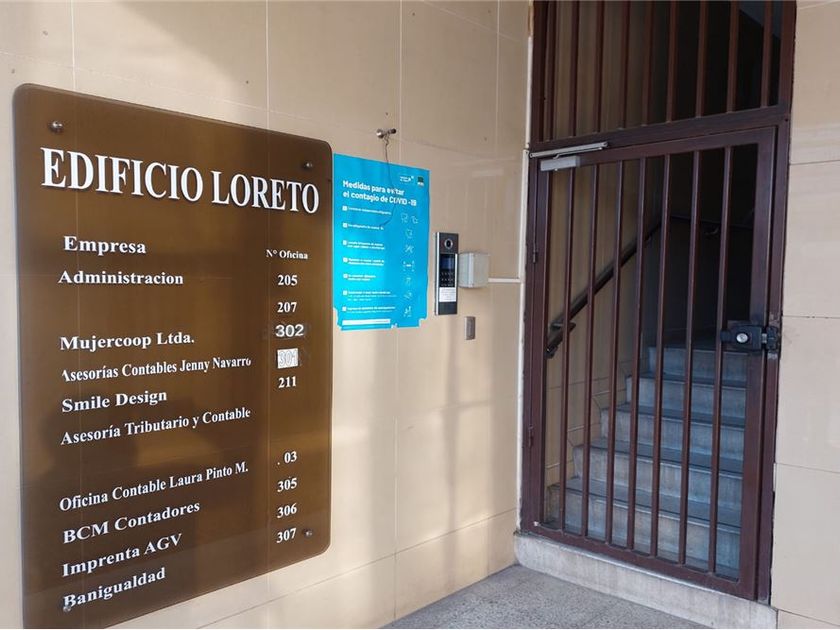 EDIFICIO LORETO
Empresa N° Oficina
Administracion 205
207
Mujercoop Ltda. 302
Asesorías Contables Jenny Navarro 301
Smile Design 211
Asesoría Tributario y Contable
Oficina Contable Laura Pinto M. . 03
BCM Contadores 305
Imprenta AGV 306
Banigualdad 307
Medidas para evitar
el contagio de COVID-19